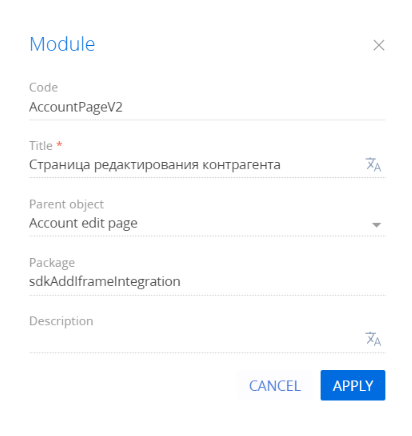 Module
Code
AccountPageV2
Title *
Страница редактирования контрагента
Parent object
Account edit page
Package
sdkAddIframeIntegration
Description
CANCEL APPLY